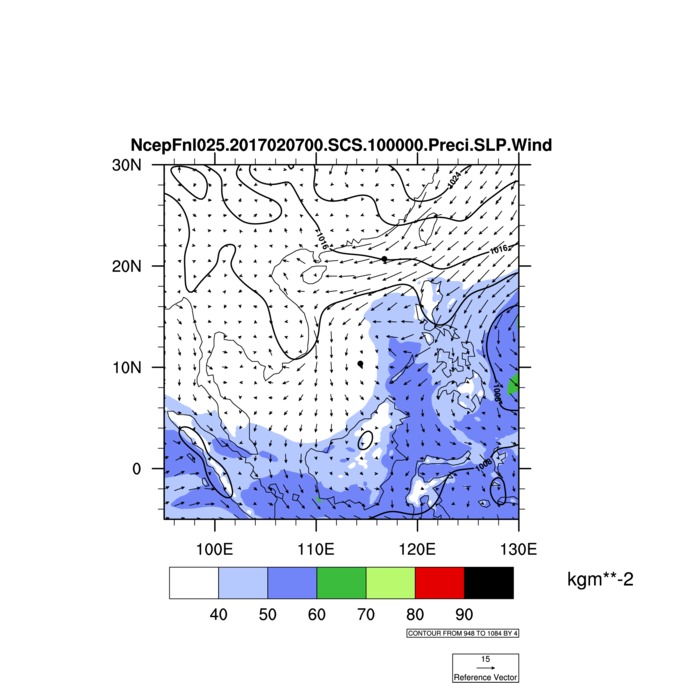 NcepFnl025.2017020700.SCS.100000.Preci.SLP.Wind
30N
1024
1016
1016
20N
10N
1008
1008
0
100E 110E 120E 130E
kgm**-2
40 50 60 70 80 90
CONTOUR FROM 948 TO 1084 BY 4
15
Reference Vector